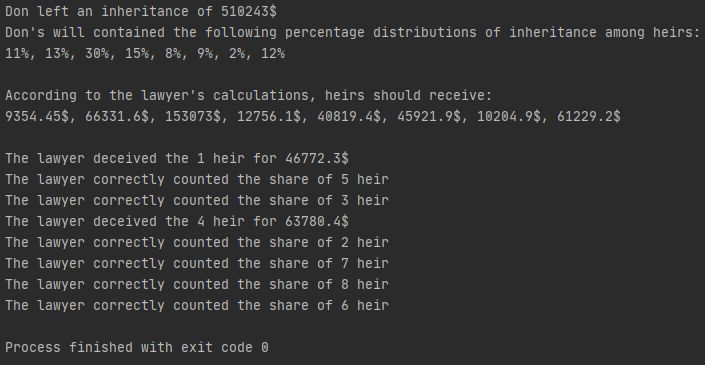 Don left an inheritance of 510243$
Don's will contained the following percentage distributions of inheritance among heirs:
11%, 13%, 30%, 15%, 8%, 9%, 2%, 12%
According to the lawyer's calculations, heirs should receive:
9354.45$, 66331.6$, 153073$, 12756.1$, 40819.4$, 45921.9$, 10204.9$, 61229.2$
The lawyer deceived the 1 heir for 46772.3$
The lawyer correctly counted the share of 5 heir
The lawyer correctly counted the share of 3 heir
The lawyer deceived the 4 heir for 63780.4$
The lawyer correctly counted the share of 2 heir
The lawyer correctly counted the share of 7 heir
The lawyer correctly counted the share of 8 heir
The lawyer correctly counted the share of 6 heir
Process finished with exit code 0